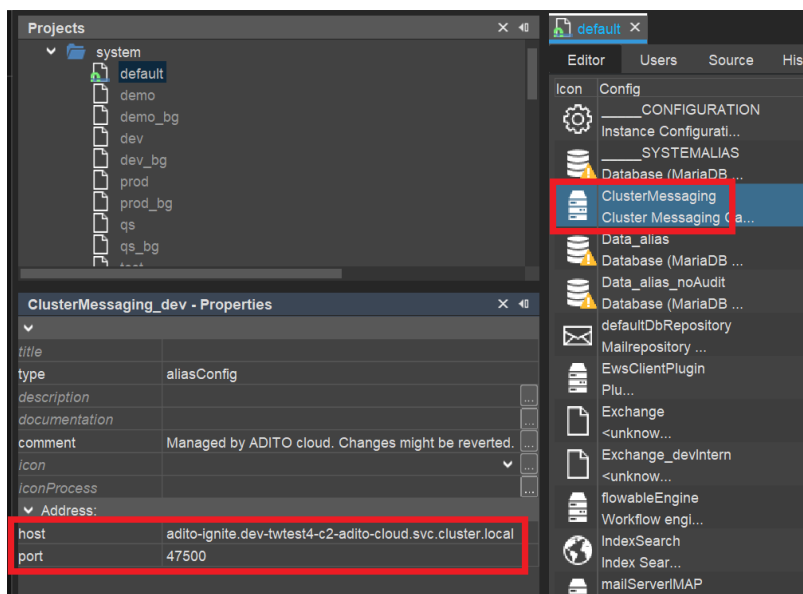 Projects
system
default
demo
demo_bg
dev
dev_bg
prod
prod_bg
qs
qs_bg
ClusterMessaging_dev - Properties
title
type aliasConfig
description
documentation
comment Managed by ADITO cloud. Changes might be reverted.
icon
iconProcess
Address:
host adito-ignite.dev-twtest4-c2-adito-cloud.svc.cluster.local
port 47500
default
Editor Users Source His
Icon Config
_____CONFIGURATION
Instance Configurati...
_____SYSTEMALIAS
Database (MariaDB ...
ClusterMessaging
Cluster Messaging Ca...
Data_alias
Database (MariaDB ...
Data_alias_noAudit
Database (MariaDB ...
defaultDbRepository
Mailrepository ...
EwsClientPlugin
Plu...
Exchange
<unknow...
Exchange_devIntern
<unknow...
flowableEngine
Workflow engi...
IndexSearch
Index Sear...
mailServerIMAP